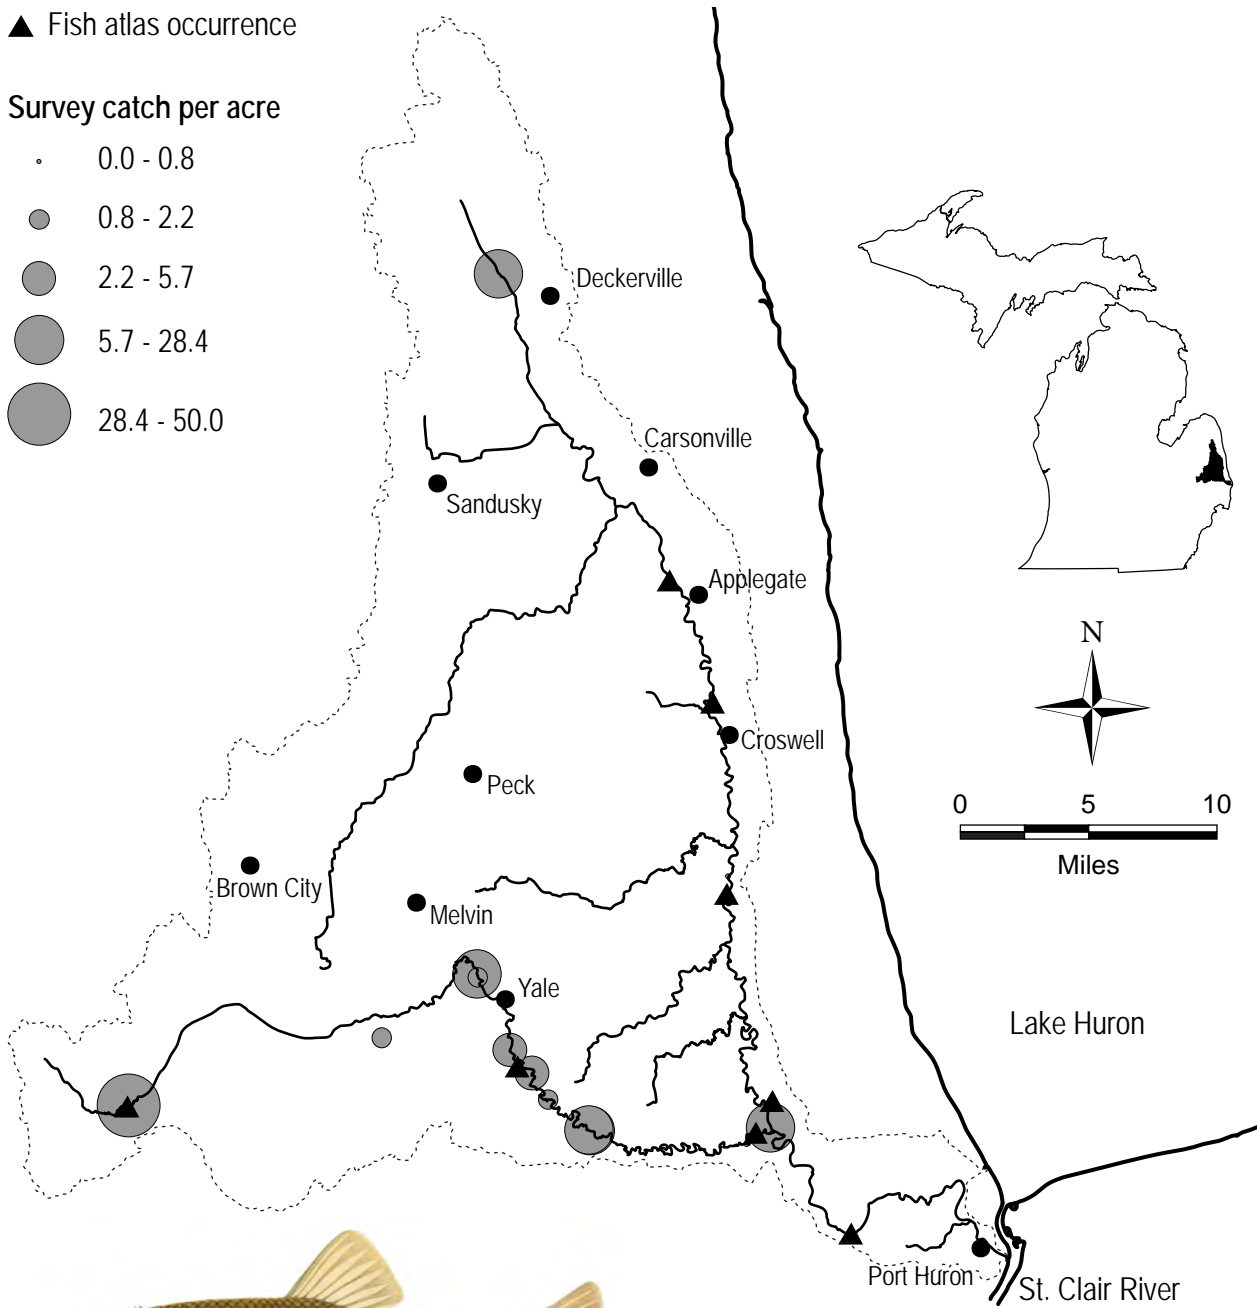 Fish atlas occurrence
Survey catch per acre
0.0 - 0.8
0.8 - 2.2
2.2 - 5.7
5.7 - 28.4
28.4 - 50.0
Deckerville
Carsonville
Sandusky
Applegate
N
Croswell
Peck
0 5 10
Miles
Brown City
Melvin
Yale
Lake Huron
Port Huron
St. Clair River